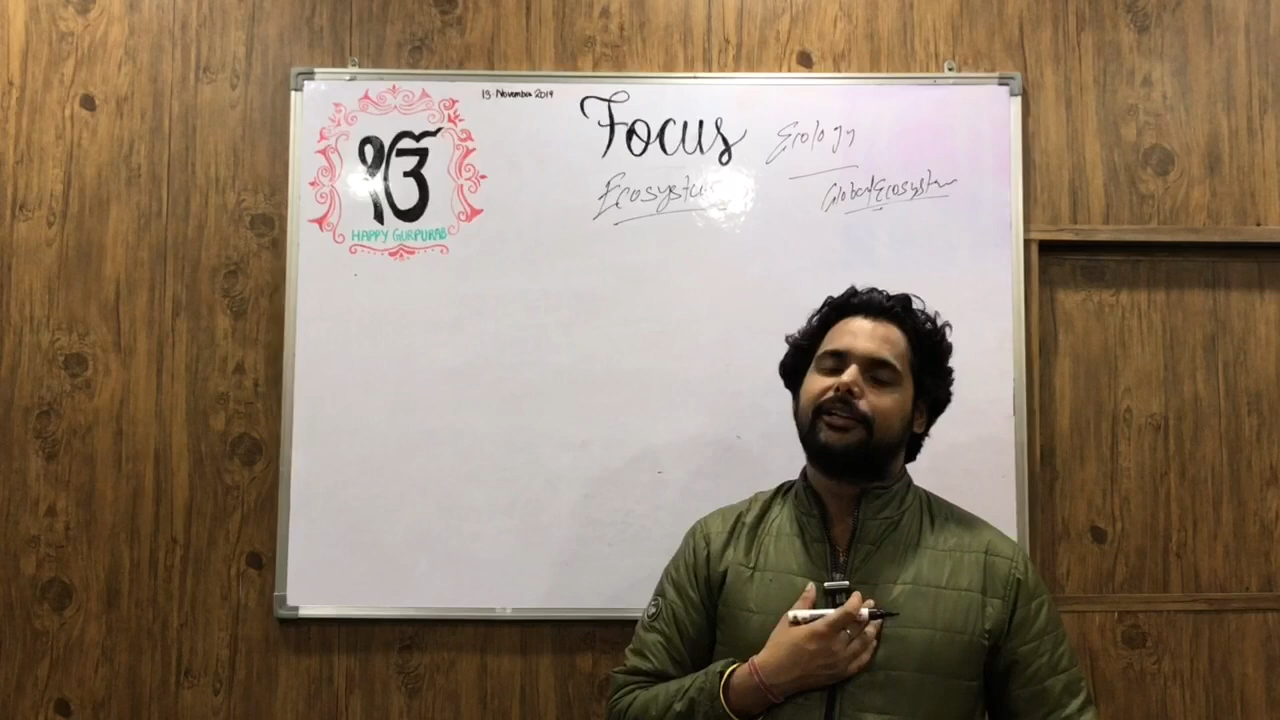 ੴ
HAPPY GURPURAB
13 November 2019
Focus
Ecology
Ecosystem
Global Ecosystem